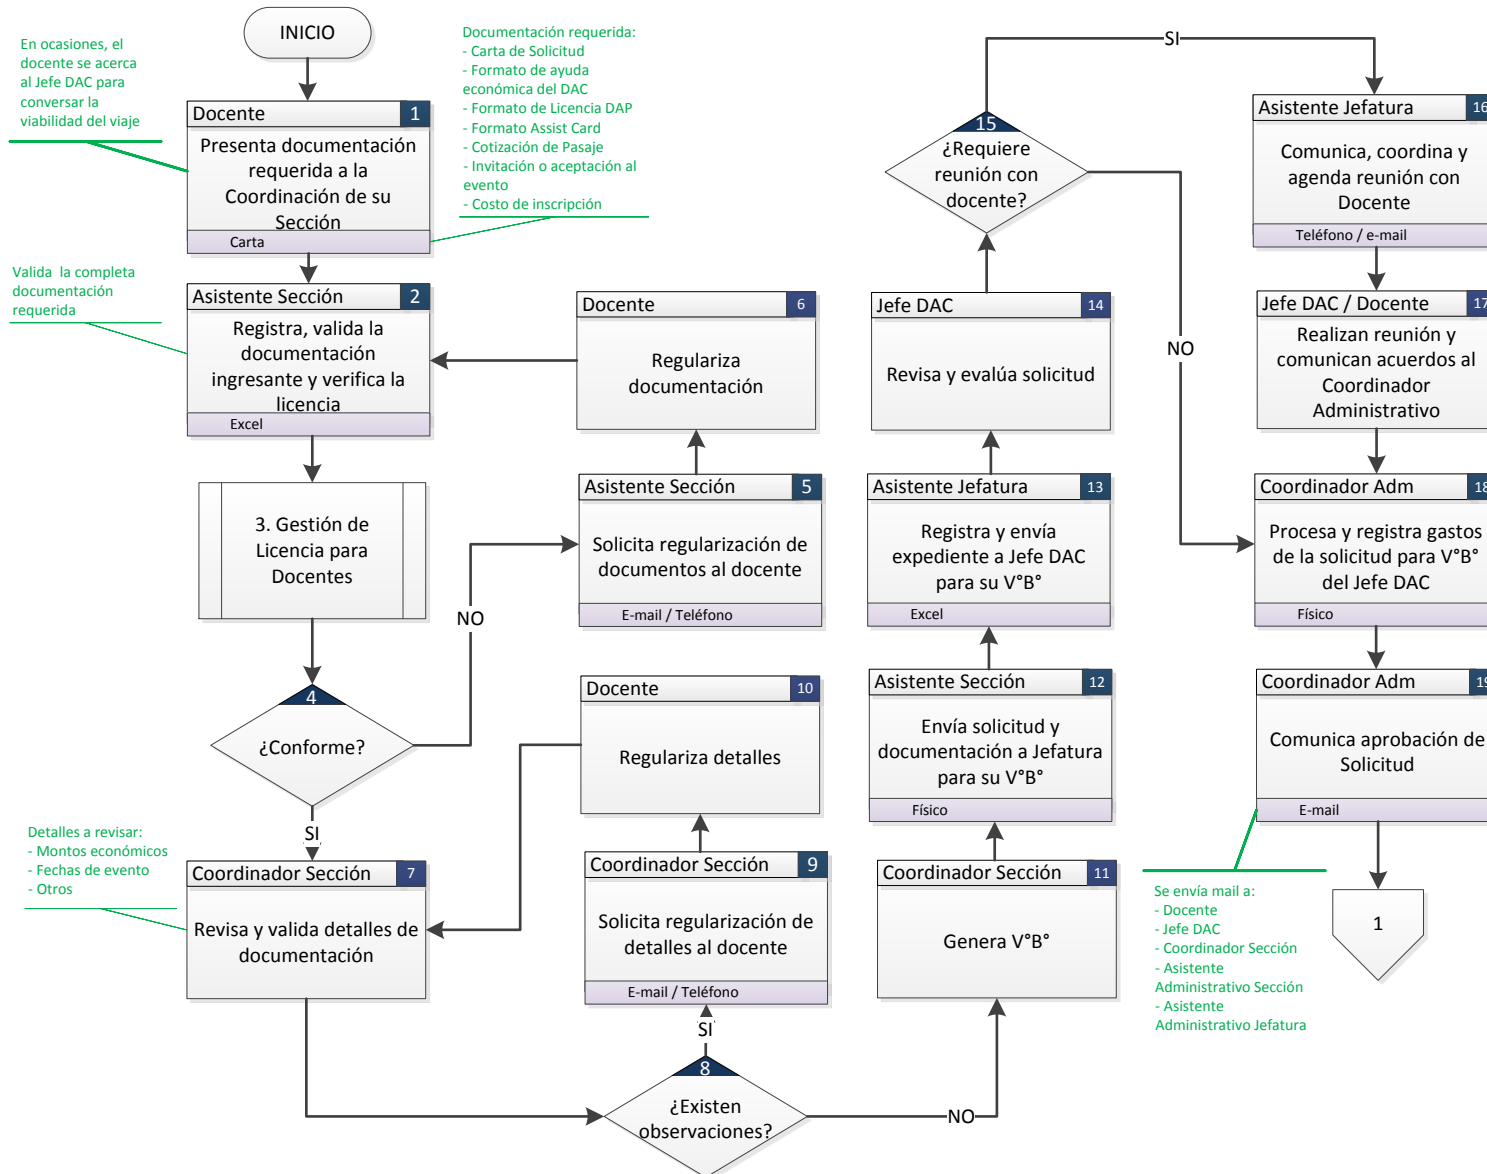 INICIO
En ocasiones, el
docente se acerca
al Jefe DAC para
conversar la
viabilidad del viaje
Documentación requerida:
- Carta de Solicitud
- Formato de ayuda
económica del DAC
- Formato de Licencia DAP
- Formato Assist Card
- Cotización de Pasaje
- Invitación o aceptación al
evento
- Costo de inscripción
Docente 1
Presenta documentación
requerida a la
Coordinación de su
Sección
Carta
Valida  la completa
documentación
requerida
Asistente Sección 2
Registra, valida la
documentación
ingresante y verifica la
licencia
Excel
3. Gestión de
Licencia para
Docentes
4
¿Conforme?
NO
SI
Asistente Sección 5
Solicita regularización de
documentos al docente
E-mail / Teléfono
Docente 6
Regulariza
documentación
Detalles a revisar:
- Montos económicos
- Fechas de evento
- Otros
Coordinador Sección 7
Revisa y valida detalles de
documentación
8
¿Existen
observaciones?
SI
NO
Coordinador Sección 9
Solicita regularización de
detalles al docente
E-mail / Teléfono
Docente 10
Regulariza detalles
Coordinador Sección 11
Genera V°B°
Asistente Sección 12
Envía solicitud y
documentación a Jefatura
para su V°B°
Físico
Asistente Jefatura 13
Registra y envía
expediente a Jefe DAC
para su V°B°
Excel
Jefe DAC 14
Revisa y evalúa solicitud
15
¿Requiere
reunión con
docente?
SI
NO
Asistente Jefatura 16
Comunica, coordina y
agenda reunión con
Docente
Teléfono / e-mail
Jefe DAC / Docente 17
Realizan reunión y
comunican acuerdos al
Coordinador
Administrativo
Coordinador Adm 18
Procesa y registra gastos
de la solicitud para V°B°
del Jefe DAC
Físico
Coordinador Adm 19
Comunica aprobación de
Solicitud
E-mail
Se envía mail a:
- Docente
- Jefe DAC
- Coordinador Sección
- Asistente
Administrativo Sección
- Asistente
Administrativo Jefatura
1